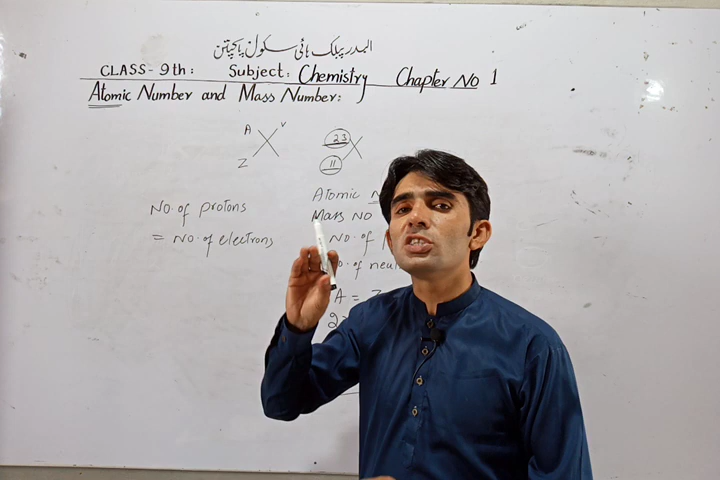 البدر پبلک ہائی سکول پاکپتن
CLASS-9th: Subject: Chemistry Chapter No 1
Atomic Number and Mass Number:
A X V
Z
23 X
11
Atomic
No. of protons
Mass NO
= No. of electrons
No. of
No. of
A =